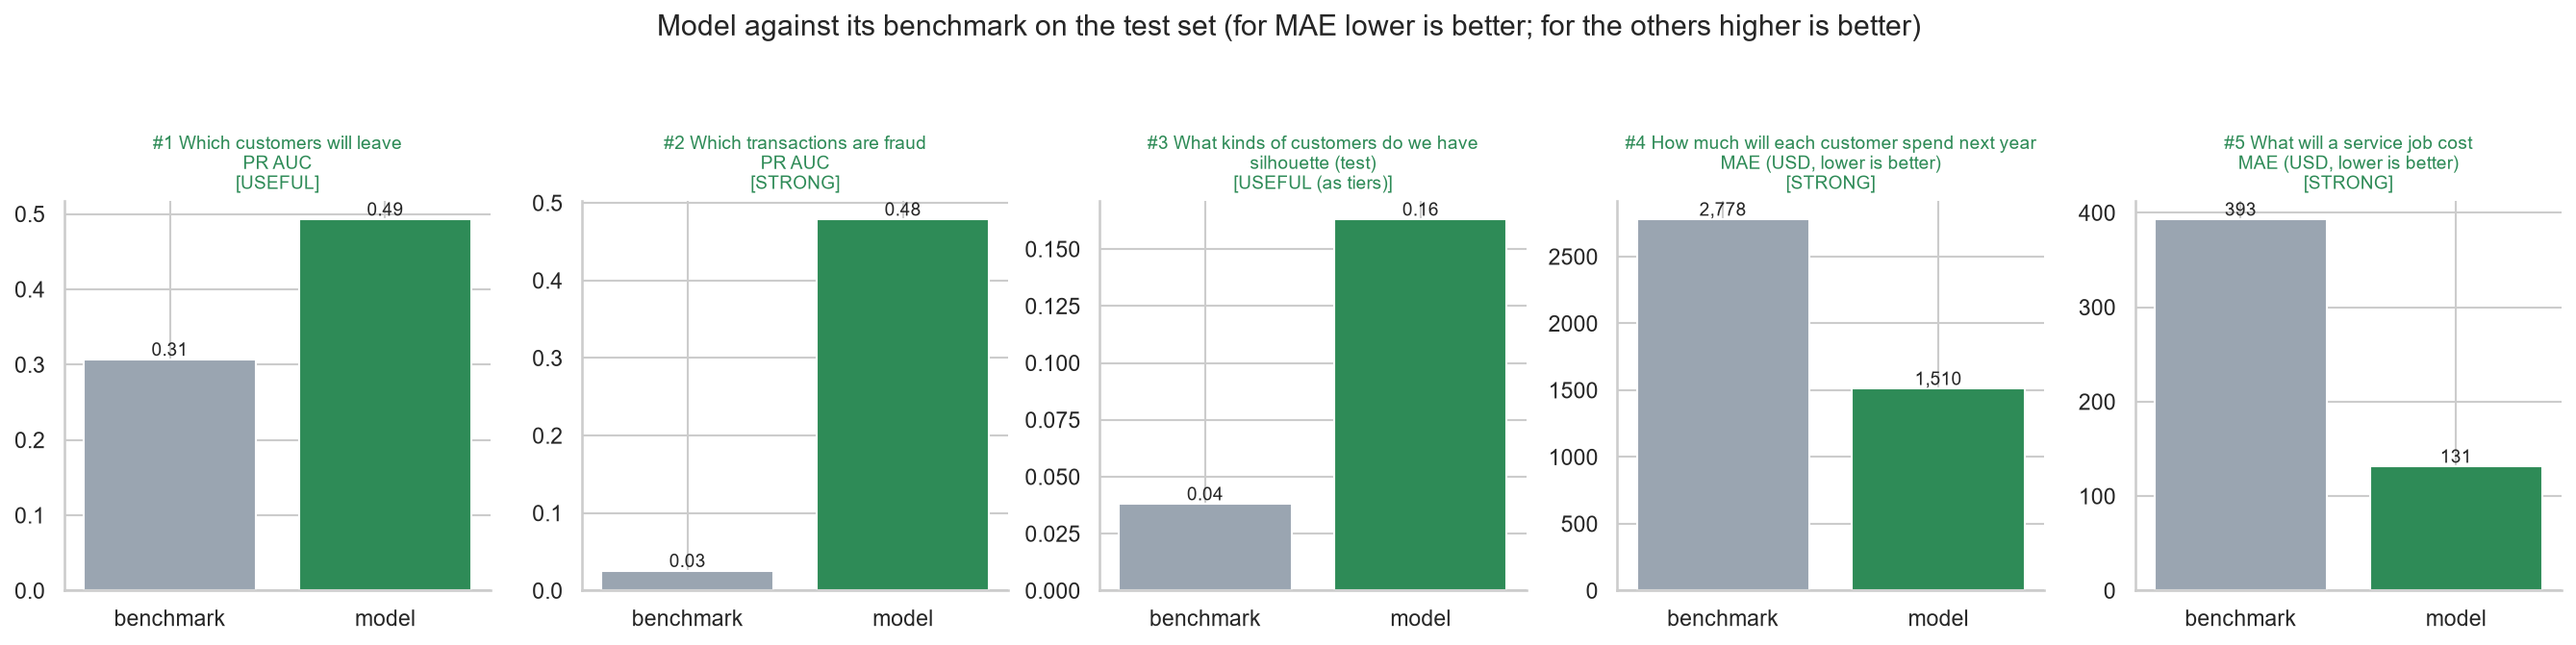 Model against its benchmark on the test set (for MAE lower is better; for the others higher is better)
#1 Which customers will leave
PR AUC
[USEFUL]
0.5
0.4
0.3
0.2
0.1
0.0
0.31
0.49
benchmark
model
#2 Which transactions are fraud
PR AUC
[STRONG]
0.5
0.4
0.3
0.2
0.1
0.0
0.03
0.48
benchmark
model
#3 What kinds of customers do we have
silhouette (test)
[USEFUL (as tiers)]
0.150
0.125
0.100
0.075
0.050
0.025
0.000
0.04
0.16
benchmark
model
#4 How much will each customer spend next year
MAE (USD, lower is better)
[STRONG]
2500
2000
1500
1000
500
0
2,778
1,510
benchmark
model
#5 What will a service job cost
MAE (USD, lower is better)
[STRONG]
400
300
200
100
0
393
131
benchmark
model